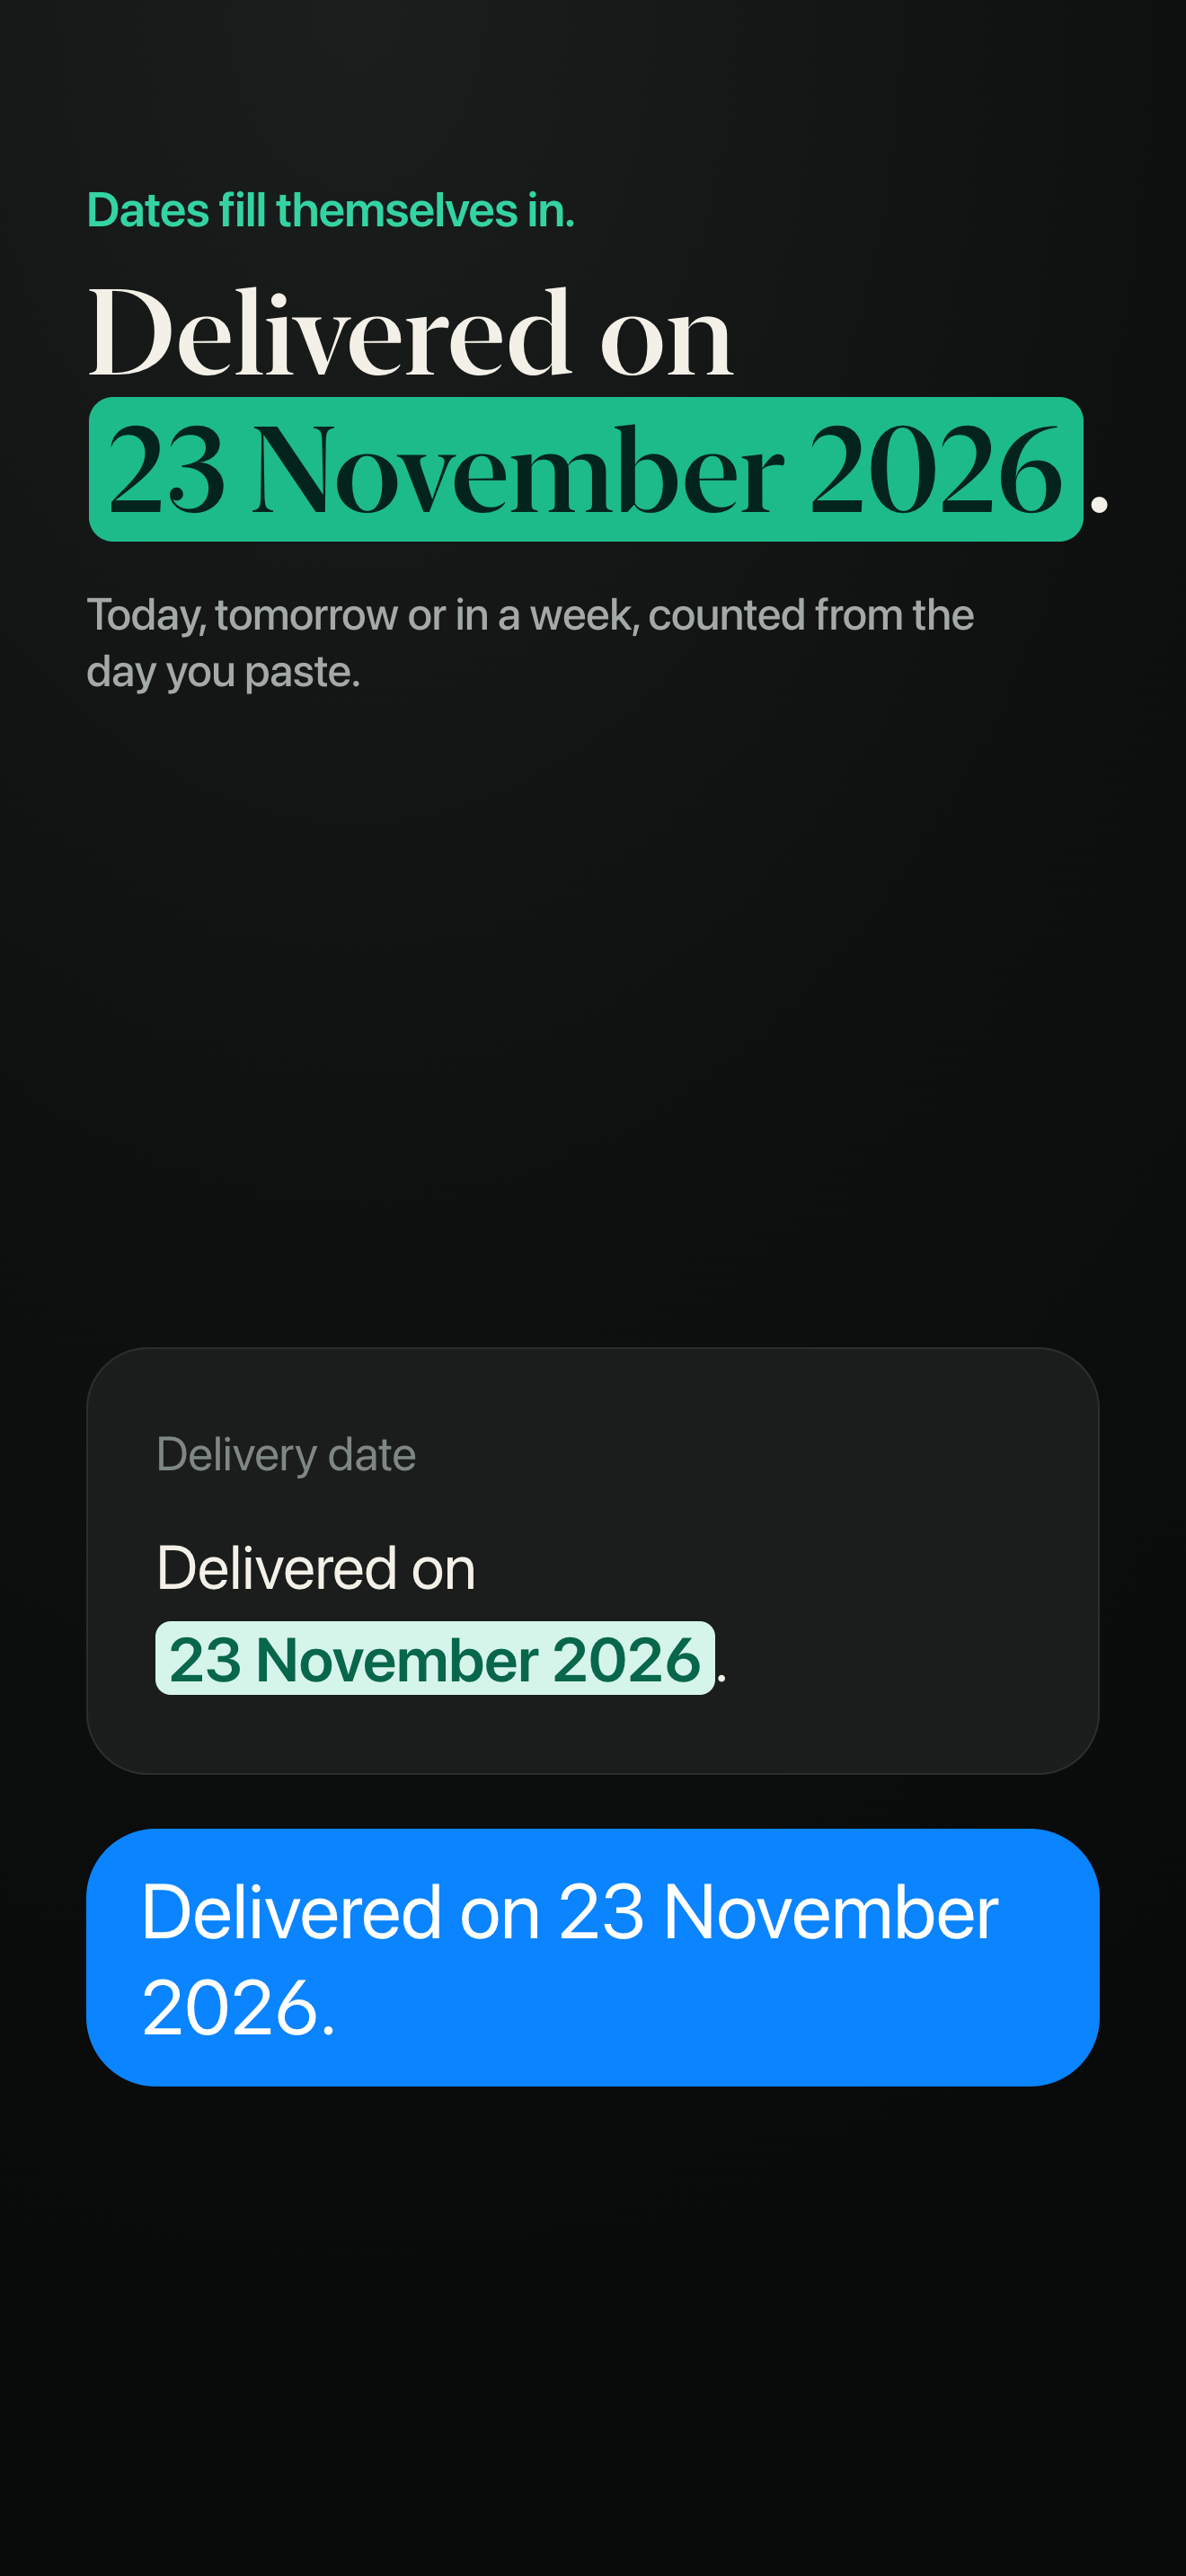 Dates fill themselves in.
Delivered on
23 November 2026.
Today, tomorrow or in a week, counted from the
day you paste.
Delivery date
Delivered on
23 November 2026.
Delivered on 23 November
2026.